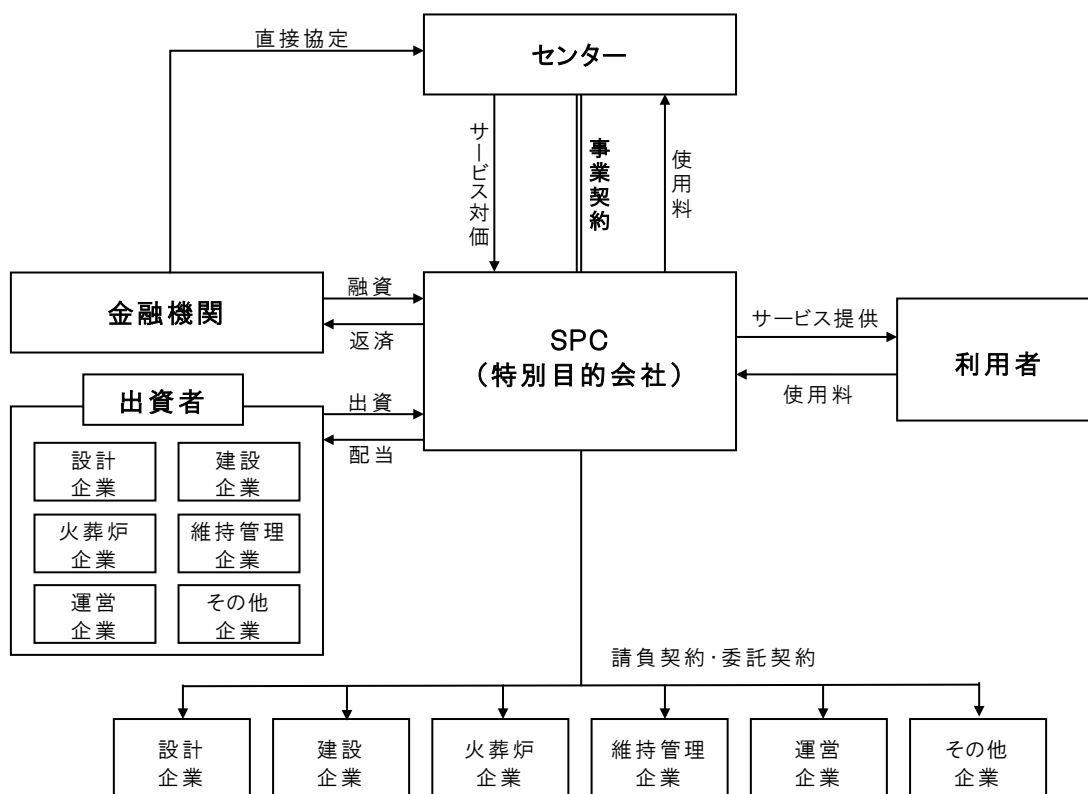 直接協定
センター
サービス対価
事業契約
使用料
金融機関
融資
返済
SPC
（特別目的会社）
サービス提供
使用料
利用者
出資者
出資
配当
設計
企業
建設
企業
火葬炉
企業
維持管理
企業
運営
企業
その他
企業
請負契約・委託契約
設計
企業
建設
企業
火葬炉
企業
維持管理
企業
運営
企業
その他
企業